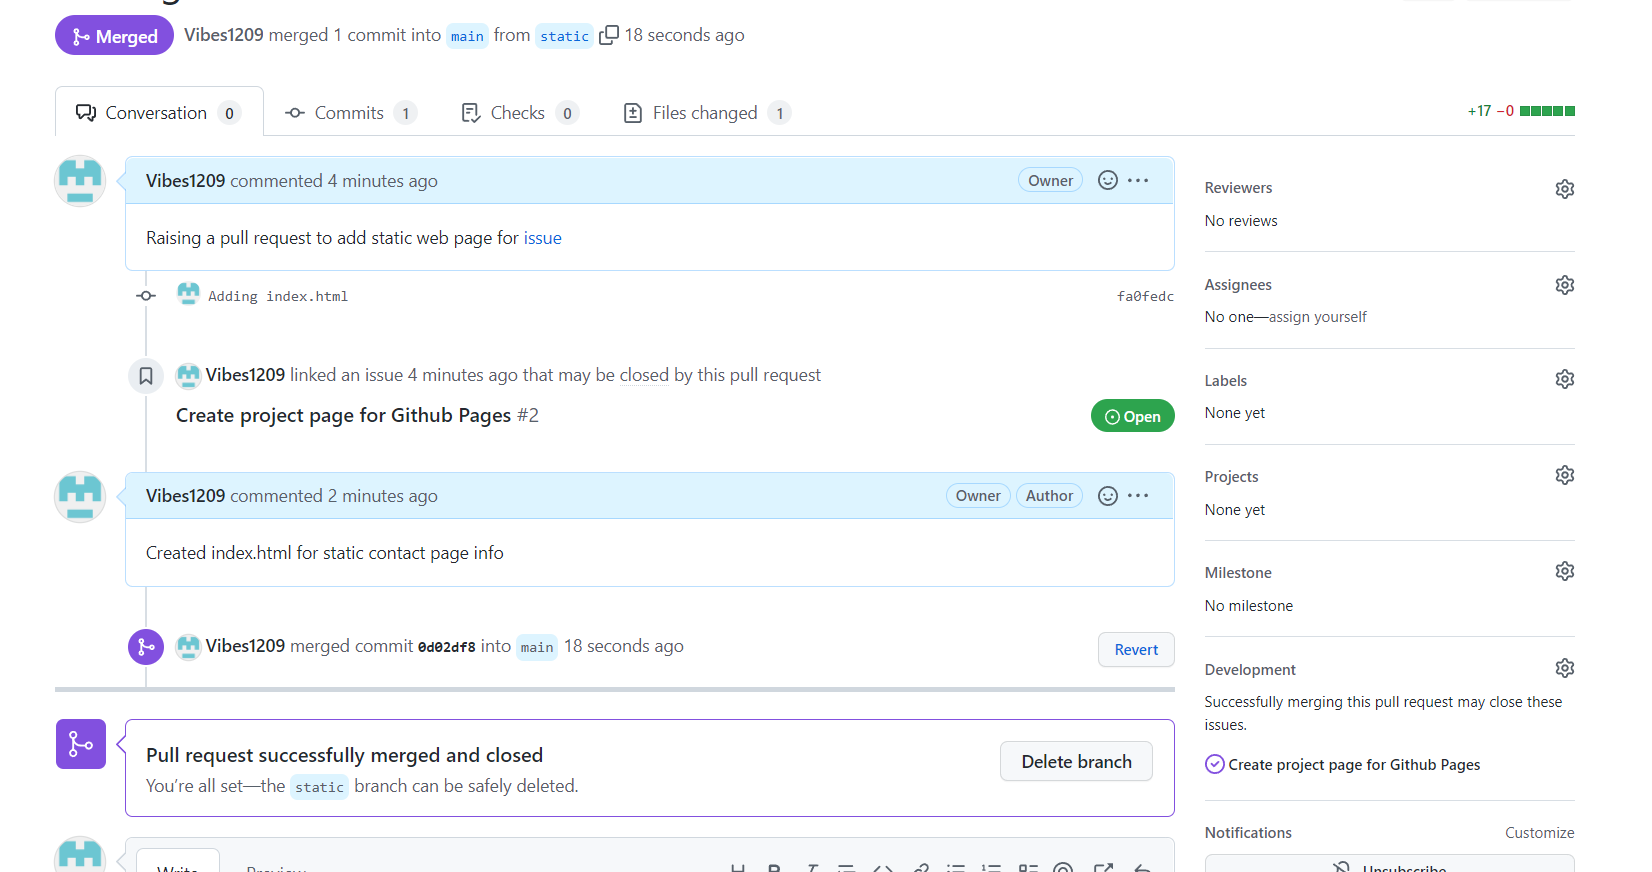 Merged Vibes1209 merged 1 commit into main from static 18 seconds ago
Conversation 0 Commits 1 Checks 0 Files changed 1 +17 −0
Vibes1209 commented 4 minutes ago Owner
Raising a pull request to add static web page for issue
Adding index.html fa0fedc
Vibes1209 linked an issue 4 minutes ago that may be closed by this pull request
Create project page for Github Pages #2 Open
Vibes1209 commented 2 minutes ago Owner Author
Created index.html for static contact page info
Vibes1209 merged commit 0d02df8 into main 18 seconds ago Revert
Pull request successfully merged and closed
You’re all set—the static branch can be safely deleted.
Delete branch
Write Preview
Reviewers
No reviews
Assignees
No one—assign yourself
Labels
None yet
Projects
None yet
Milestone
No milestone
Development
Successfully merging this pull request may close these
issues.
Create project page for Github Pages
Notifications Customize
Unsubscribe